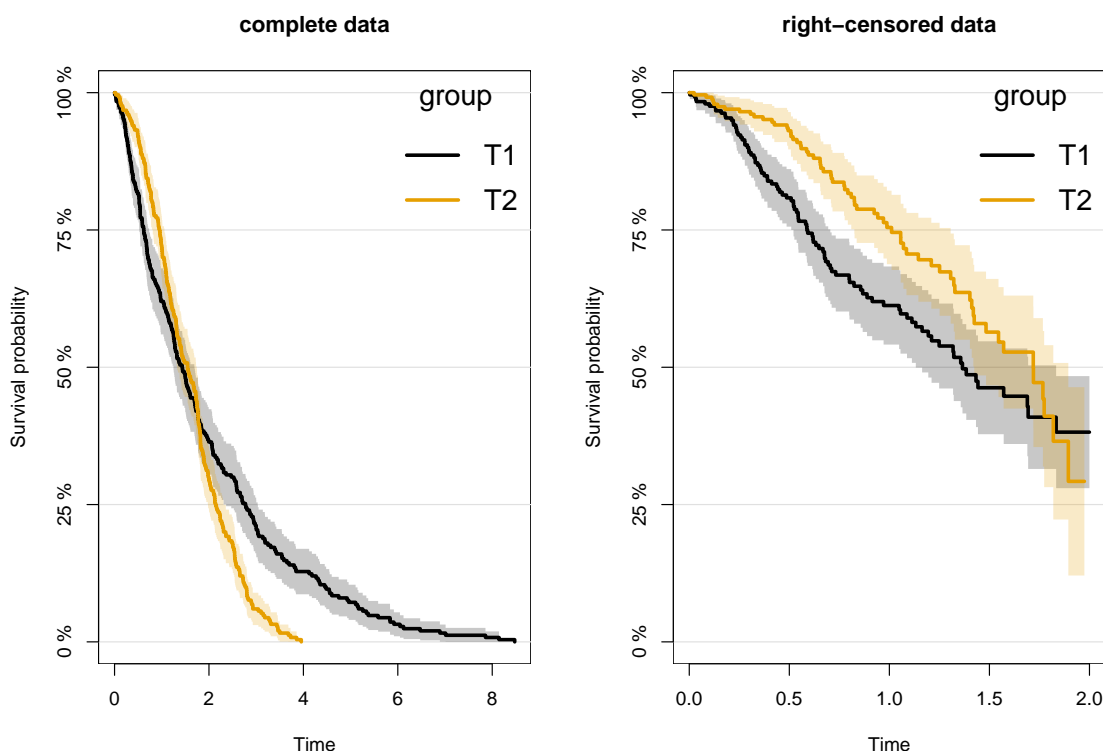 complete data
Survival probability
100 %
75 %
50 %
25 %
0 %
group
T1
T2
0
2
4
6
8
Time
right−censored data
Survival probability
100 %
75 %
50 %
25 %
0 %
group
T1
T2
0.0
0.5
1.0
1.5
2.0
Time